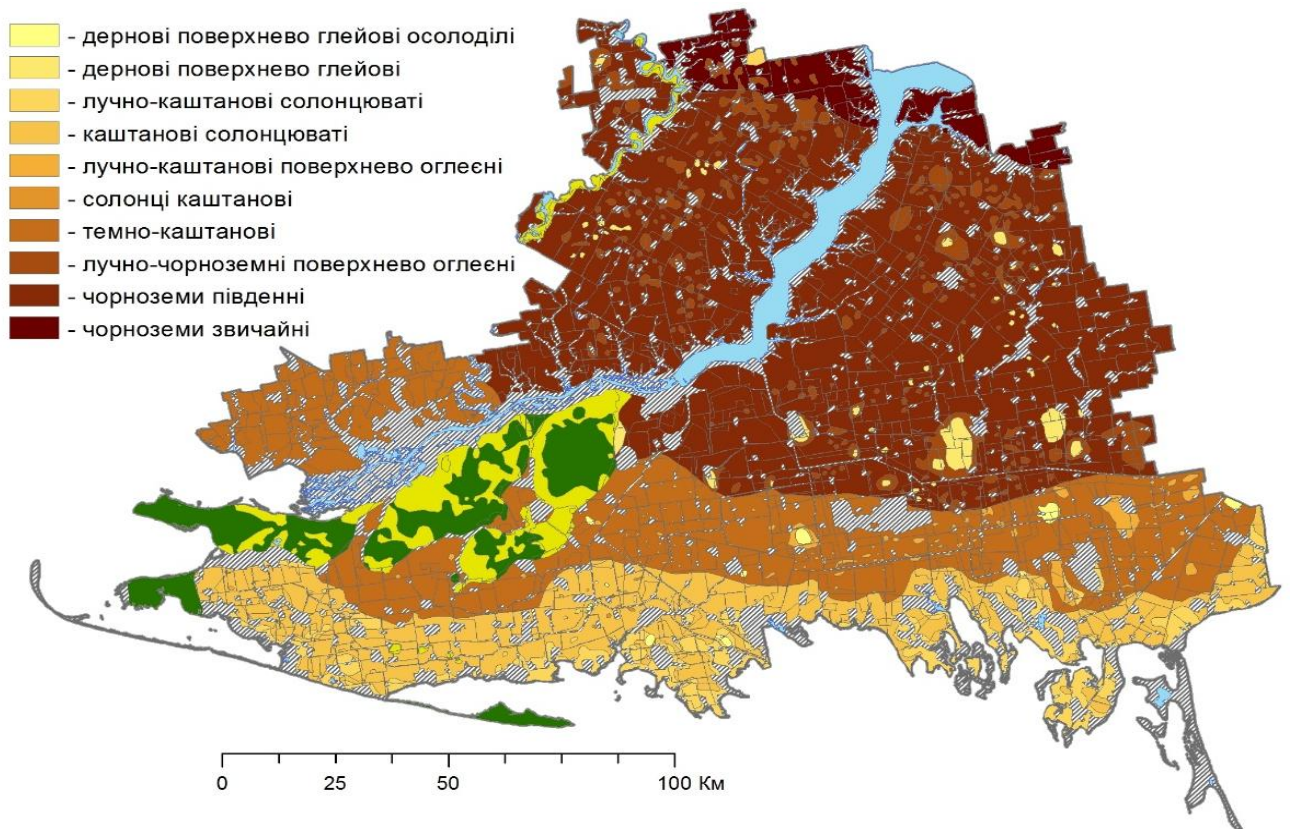 - дернові поверхнево глейові осолоділі
- дернові поверхнево глейові
- лучно-каштанові солонцюваті
- каштанові солонцюваті
- лучно-каштанові поверхнево оглеєні
- солонці каштанові
- темно-каштанові
- лучно-чорноземні поверхнево оглеєні
- чорноземи південні
- чорноземи звичайні
0 25 50 100 Км